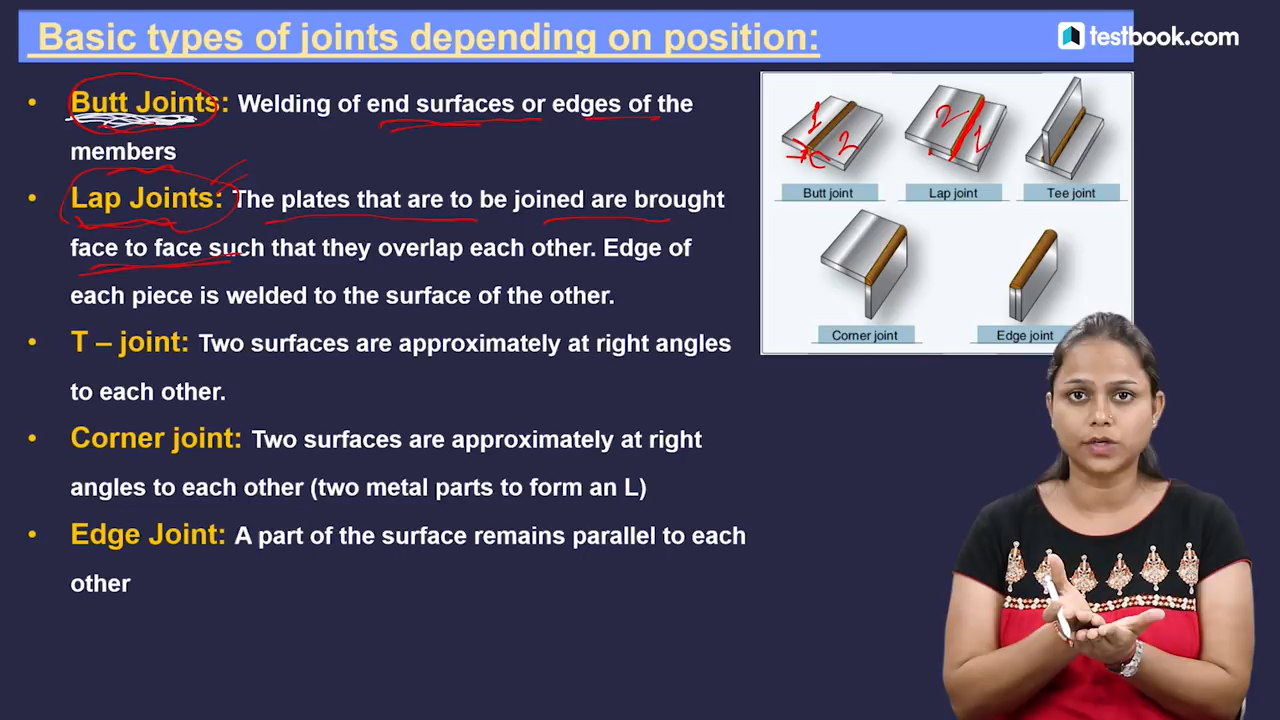 Basic types of joints depending on position:
testbook.com
• Butt Joints: Welding of end surfaces or edges of the
members
• Lap Joints: The plates that are to be joined are brought
face to face such that they overlap each other. Edge of
each piece is welded to the surface of the other.
• T – joint: Two surfaces are approximately at right angles
to each other.
• Corner joint: Two surfaces are approximately at right
angles to each other (two metal parts to form an L)
• Edge Joint: A part of the surface remains parallel to each
other
1 2
2 1
Butt joint Lap joint Tee joint
Corner joint Edge joint